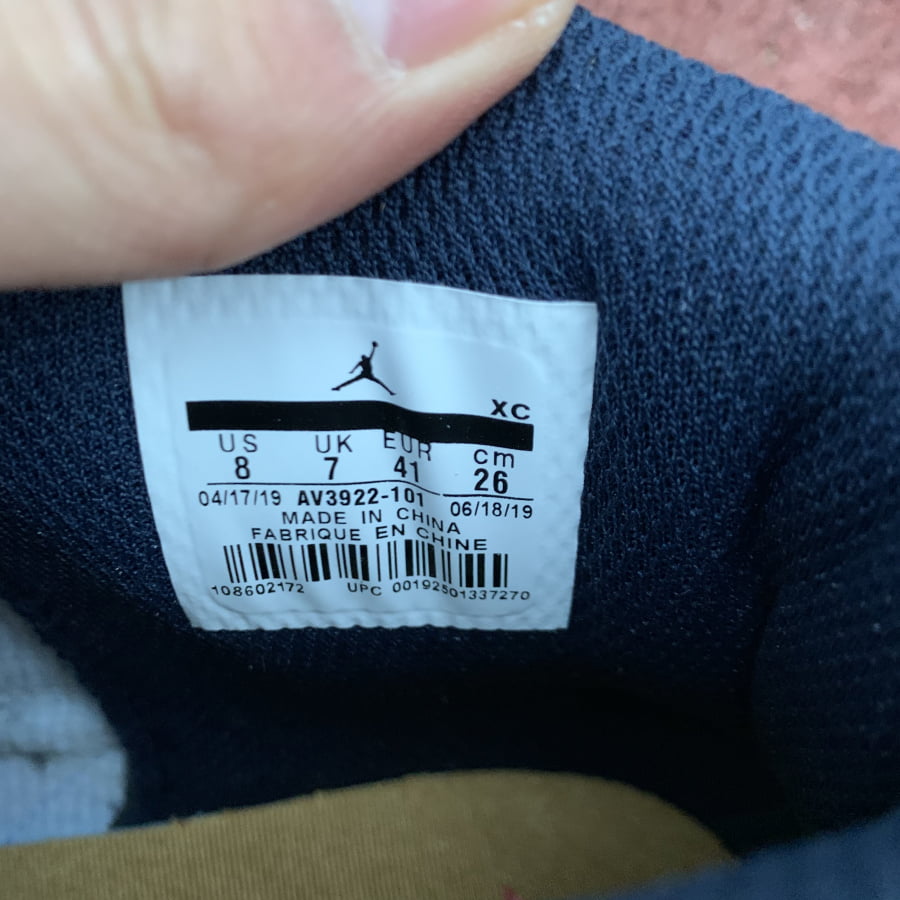 XC
US UK EUR cm
8 7 41 26
04/17/19 AV3922-101 06/18/19
MADE IN CHINA
FABRIQUE EN CHINE
108602172 UPC 00192501337270